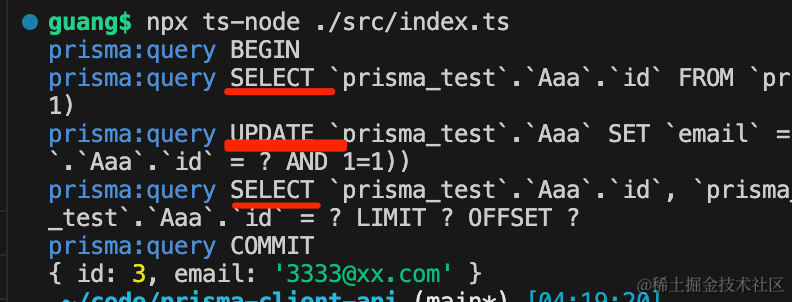 guang$ npx ts-node ./src/index.ts
prisma:query BEGIN
prisma:query SELECT `prisma_test`.`Aaa`.`id` FROM `pr
1)
prisma:query UPDATE `prisma_test`.`Aaa` SET `email` =
`.`Aaa`.`id` = ? AND 1=1))
prisma:query SELECT `prisma_test`.`Aaa`.`id`, `prisma_
_test`.`Aaa`.`id` = ? LIMIT ? OFFSET ?
prisma:query COMMIT
{ id: 3, email: '3333@xx.com' }
~/code/prisma-client-api (main*) [04:19:20]
@稀土掘金技术社区